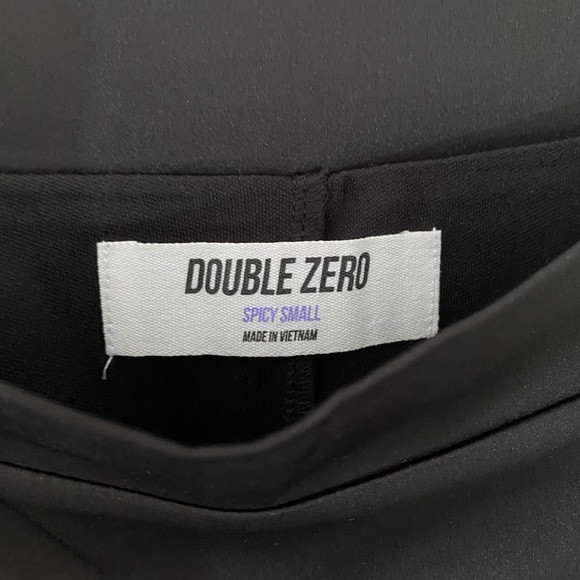 DOUBLE ZERO
SPICY SMALL
MADE IN VIETNAM